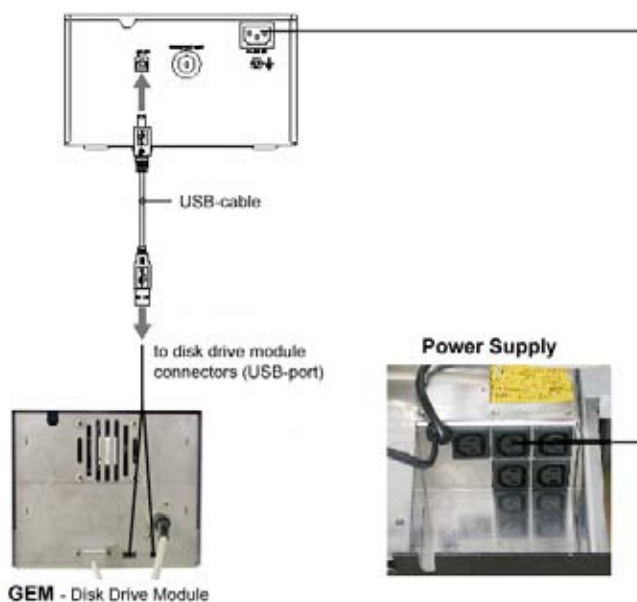 USB-cable
to disk drive module
connectors (USB-port)
Power Supply
GEM - Disk Drive Module